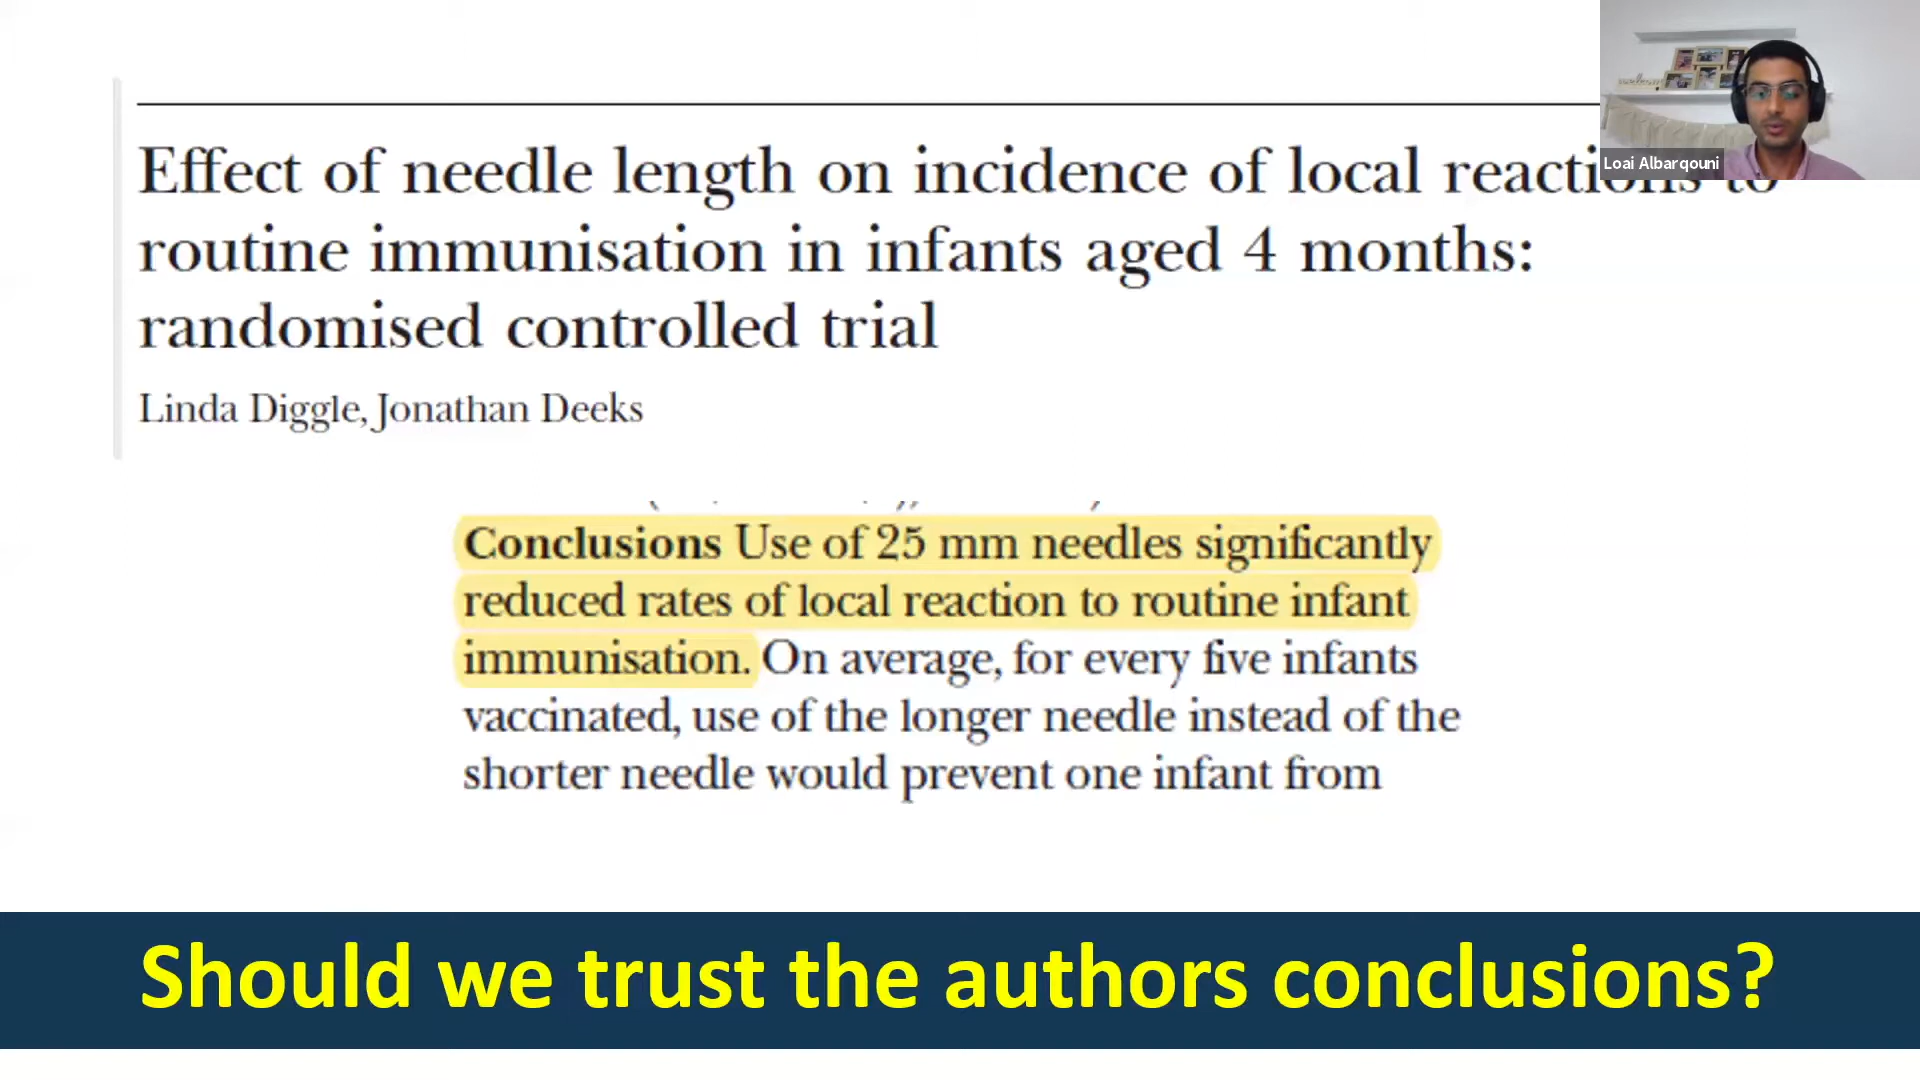 Effect of needle length on incidence of local reactions to
routine immunisation in infants aged 4 months:
randomised controlled trial
Linda Diggle, Jonathan Deeks
Loai Albarqouni
Conclusions Use of 25 mm needles significantly
reduced rates of local reaction to routine infant
immunisation. On average, for every five infants
vaccinated, use of the longer needle instead of the
shorter needle would prevent one infant from
Should we trust the authors conclusions?